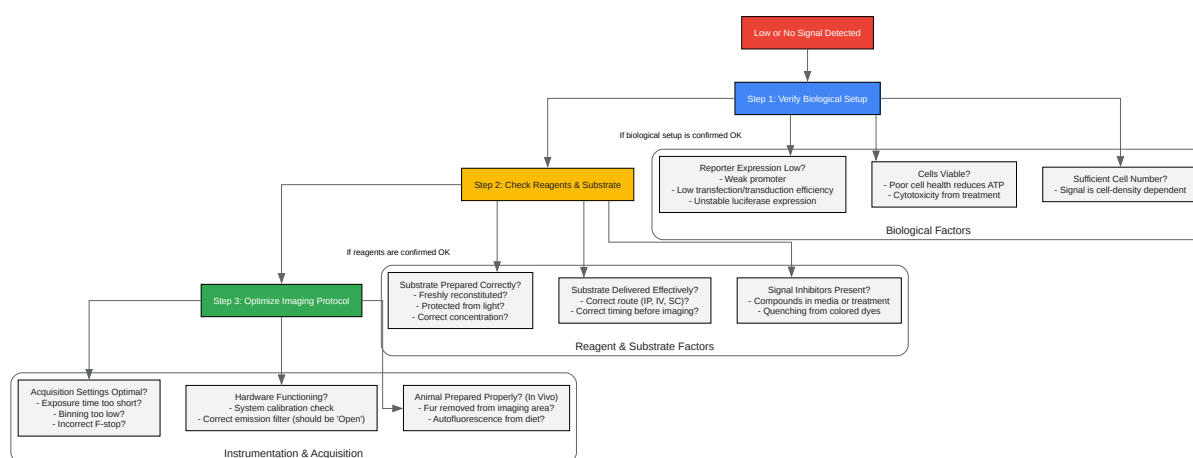 Low or No Signal Detected
Step 1: Verify Biological Setup
If biological setup is confirmed OK
Reporter Expression Low?
- Weak promoter
- Low transfection/transduction efficiency
- Unstable luciferase expression
Cells Viable?
- Poor cell health reduces ATP
- Cytotoxicity from treatment
Sufficient Cell Number?
- Signal is cell-density dependent
Biological Factors
Step 2: Check Reagents & Substrate
If reagents are confirmed OK
Substrate Prepared Correctly?
- Freshly reconstituted?
- Protected from light?
- Correct concentration?
Substrate Delivered Effectively?
- Correct route (IP, IV, SC)?
- Correct timing before imaging?
Signal Inhibitors Present?
- Compounds in media or treatment
- Quenching from colored dyes
Reagent & Substrate Factors
Step 3: Optimize Imaging Protocol
Acquisition Settings Optimal?
- Exposure time too short?
- Binning too low?
- Incorrect F-stop?
Hardware Functioning?
- System calibration check
- Correct emission filter (should be 'Open')
Animal Prepared Properly? (In Vivo)
- Fur removed from imaging area?
- Autofluorescence from diet?
Instrumentation & Acquisition